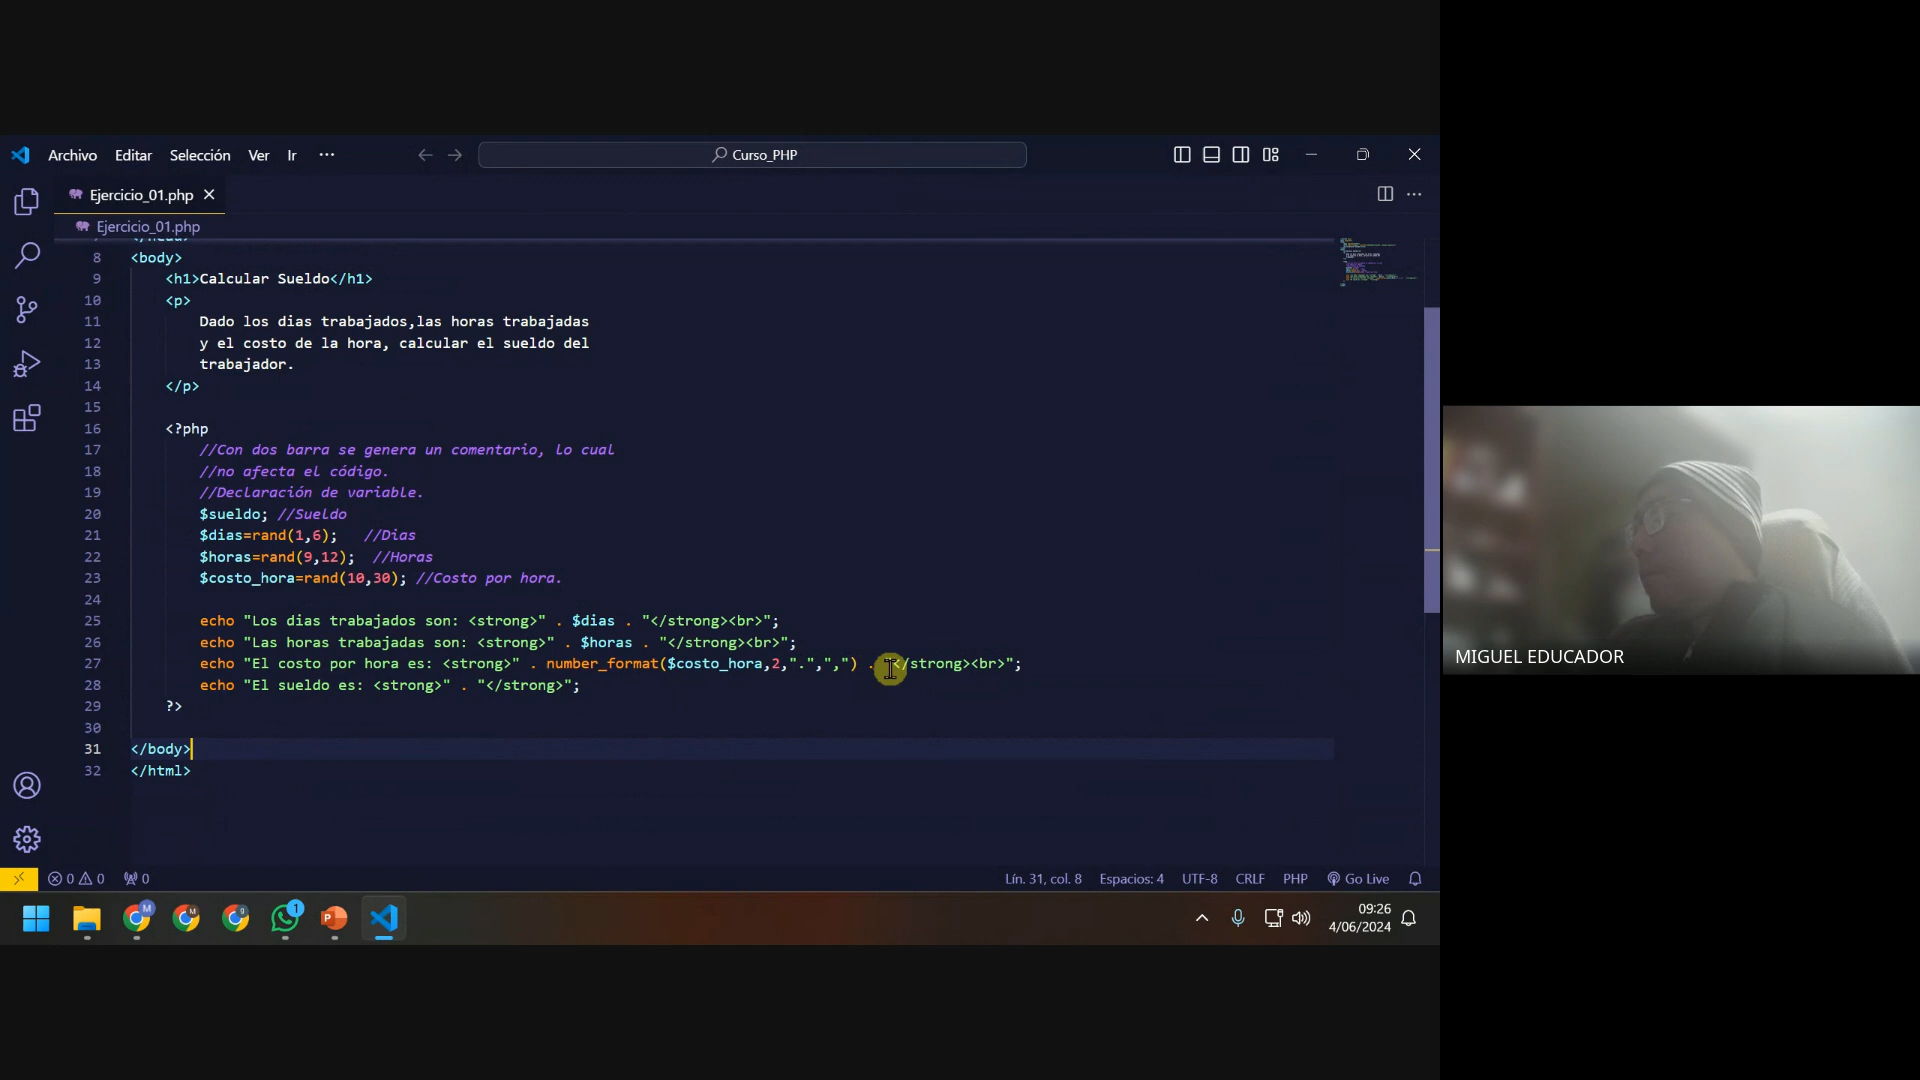 Archivo Editar Selección Ver Ir ··· Curso_PHP
Ejercicio_01.php
Ejercicio_01.php
8 <body>
9 <h1>Calcular Sueldo</h1>
10 <p>
11 Dado los dias trabajados,las horas trabajadas
12 y el costo de la hora, calcular el sueldo del
13 trabajador.
14 </p>
15
16 <?php
17 //Con dos barra se genera un comentario, lo cual
18 //no afecta el código.
19 //Declaración de variable.
20 $sueldo; //Sueldo
21 $dias=rand(1,6); //Dias
22 $horas=rand(9,12); //Horas
23 $costo_hora=rand(10,30); //Costo por hora.
24
25 echo "Los dias trabajados son: <strong>" . $dias . "</strong><br>";
26 echo "Las horas trabajadas son: <strong>" . $horas . "</strong><br>";
27 echo "El costo por hora es: <strong>" . number_format($costo_hora,2,".",",") . "</strong><br>";
28 echo "El sueldo es: <strong>" . "</strong>";
29 ?>
30
31 </body>
32 </html>
0 0 0 Lín. 31, col. 8 Espacios: 4 UTF-8 CRLF PHP Go Live
09:26
4/06/2024
MIGUEL EDUCADOR